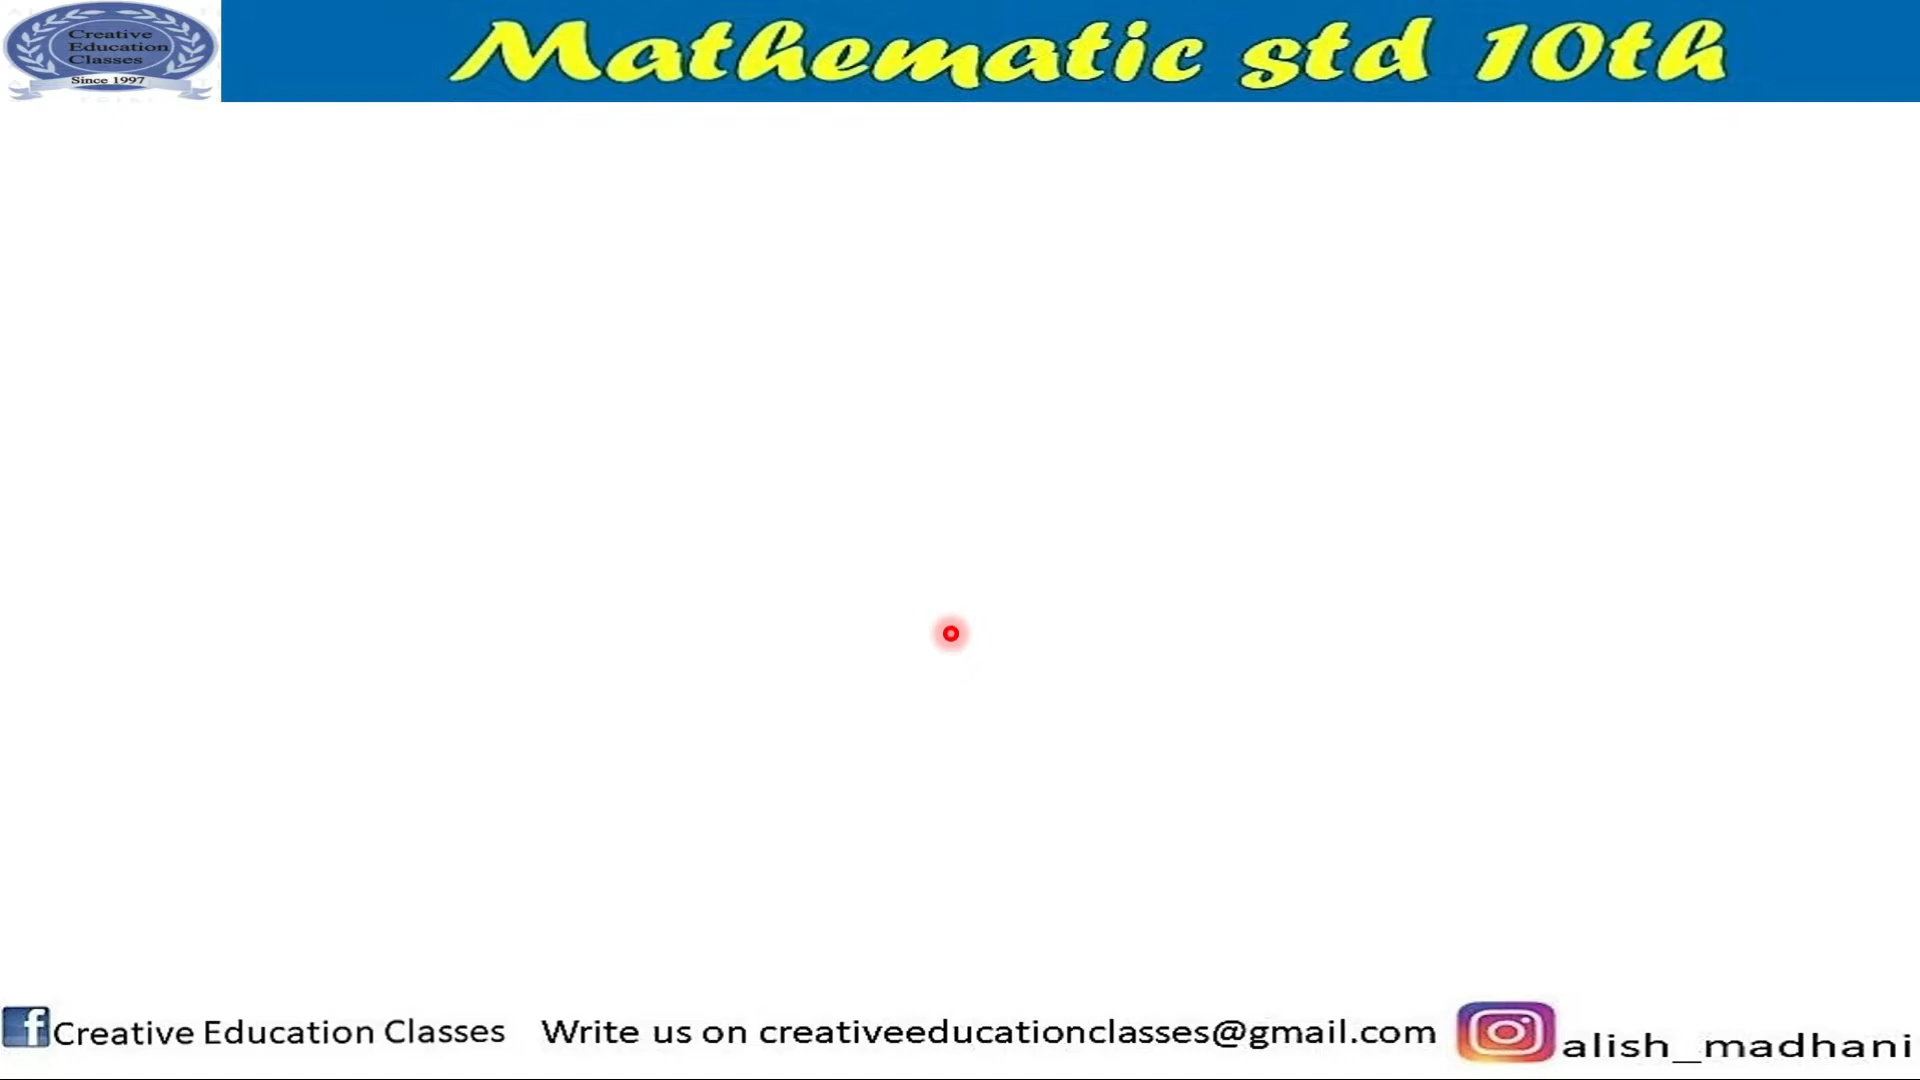 Creative
Education
Classes
Since 1997
Mathematic std 10th
Creative Education Classes
Write us on creativeeducationclasses@gmail.com
alish_madhani